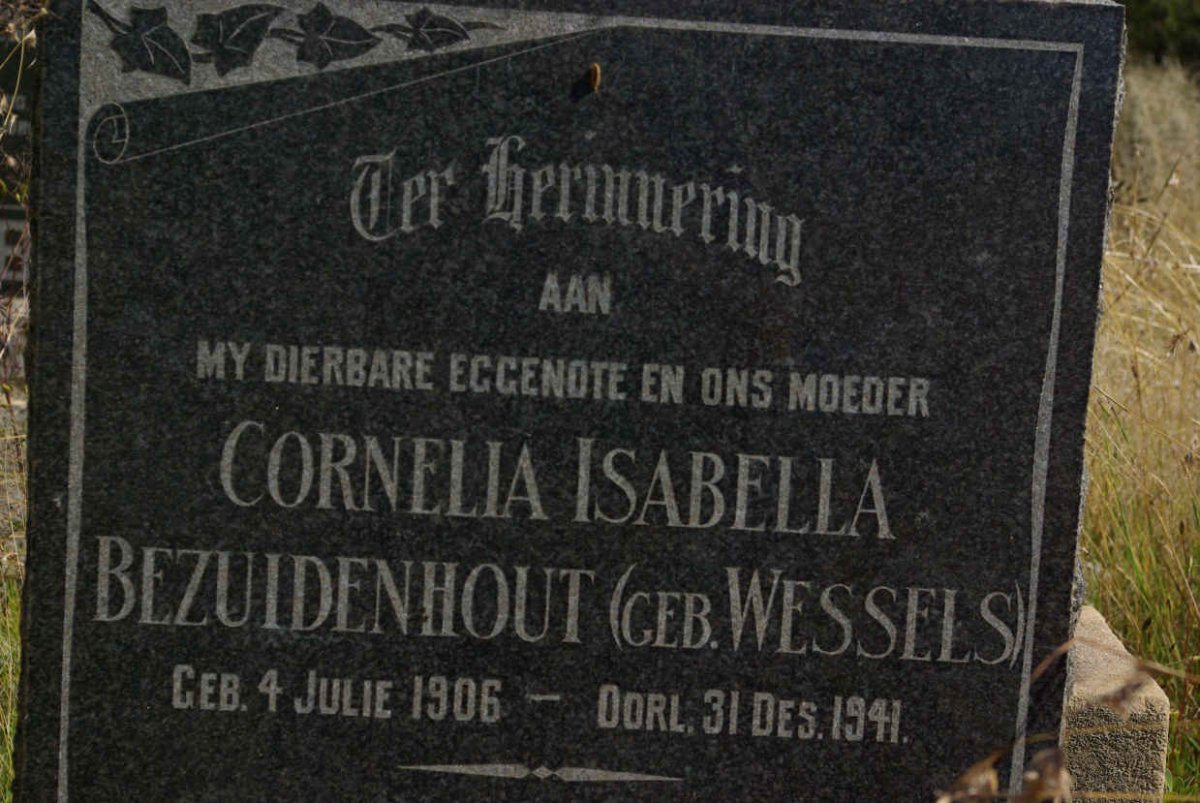 Ter Herinnering
AAN
MY DIERBARE EGGENOTE EN ONS MOEDER
CORNELIA ISABELLA
BEZUIDENHOUT (GEB. WESSELS)
GEB. 4 JULIE 1906 — OORL. 31 DES. 1941.